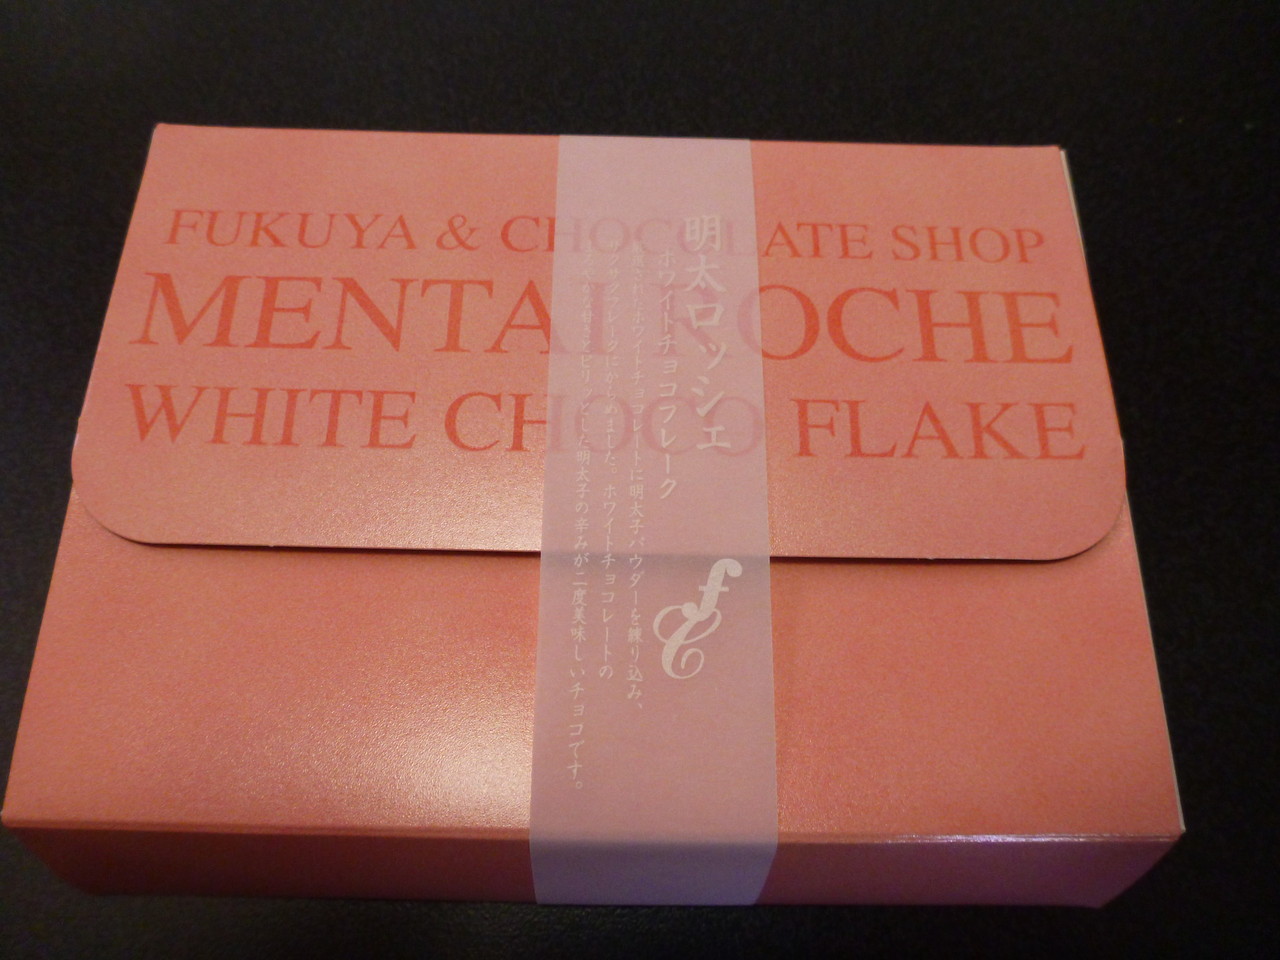 FUKUYA & CHOCOLATE SHOP
MENTAI ROCHE
WHITE CHOCO FLAKE
明太ロッシェ
ホワイトチョコフレーク
ホワイトチョコレートに明太子パウダーを練り込み、
フレークにからめました。ホワイトチョコレートの
甘さとピリッとした明太子の辛みが二度美味しいチョコです。